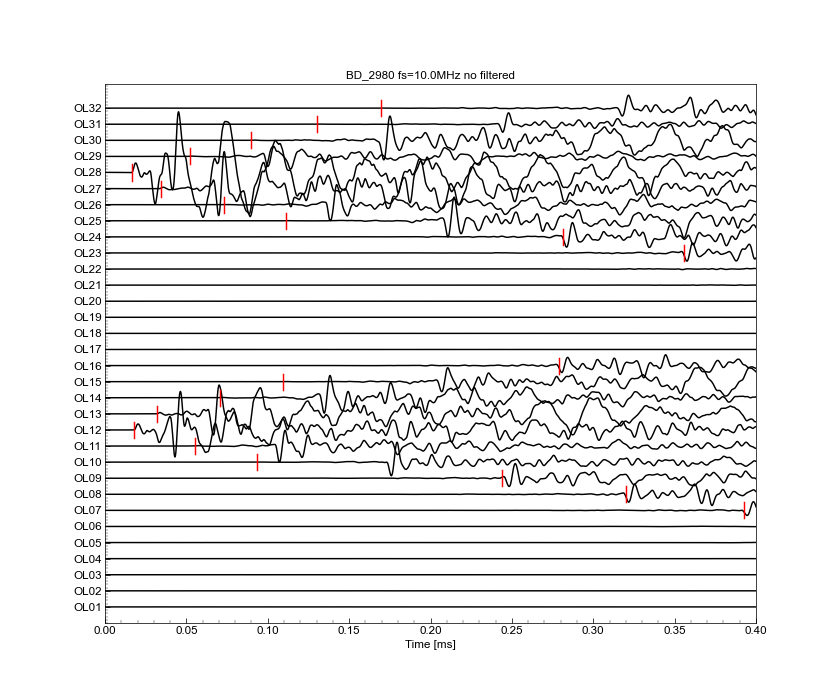 BD_2980 fs=10.0MHz no filtered
OL32
OL31
OL30
OL29
OL28
OL27
OL26
OL25
OL24
OL23
OL22
OL21
OL20
OL19
OL18
OL17
OL16
OL15
OL14
OL13
OL12
OL11
OL10
OL09
OL08
OL07
OL06
OL05
OL04
OL03
OL02
OL01
0.00 0.05 0.10 0.15 0.20 0.25 0.30 0.35 0.40
Time [ms]